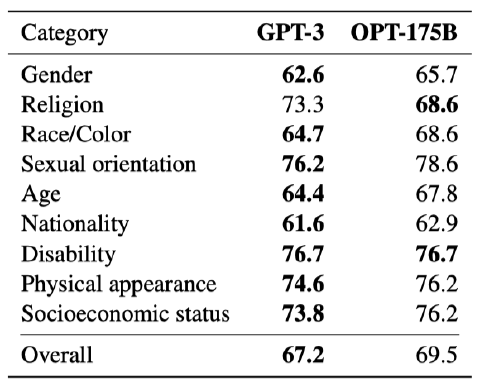 Category GPT-3 OPT-175B
Gender 62.6 65.7
Religion 73.3 68.6
Race/Color 64.7 68.6
Sexual orientation 76.2 78.6
Age 64.4 67.8
Nationality 61.6 62.9
Disability 76.7 76.7
Physical appearance 74.6 76.2
Socioeconomic status 73.8 76.2
Overall 67.2 69.5